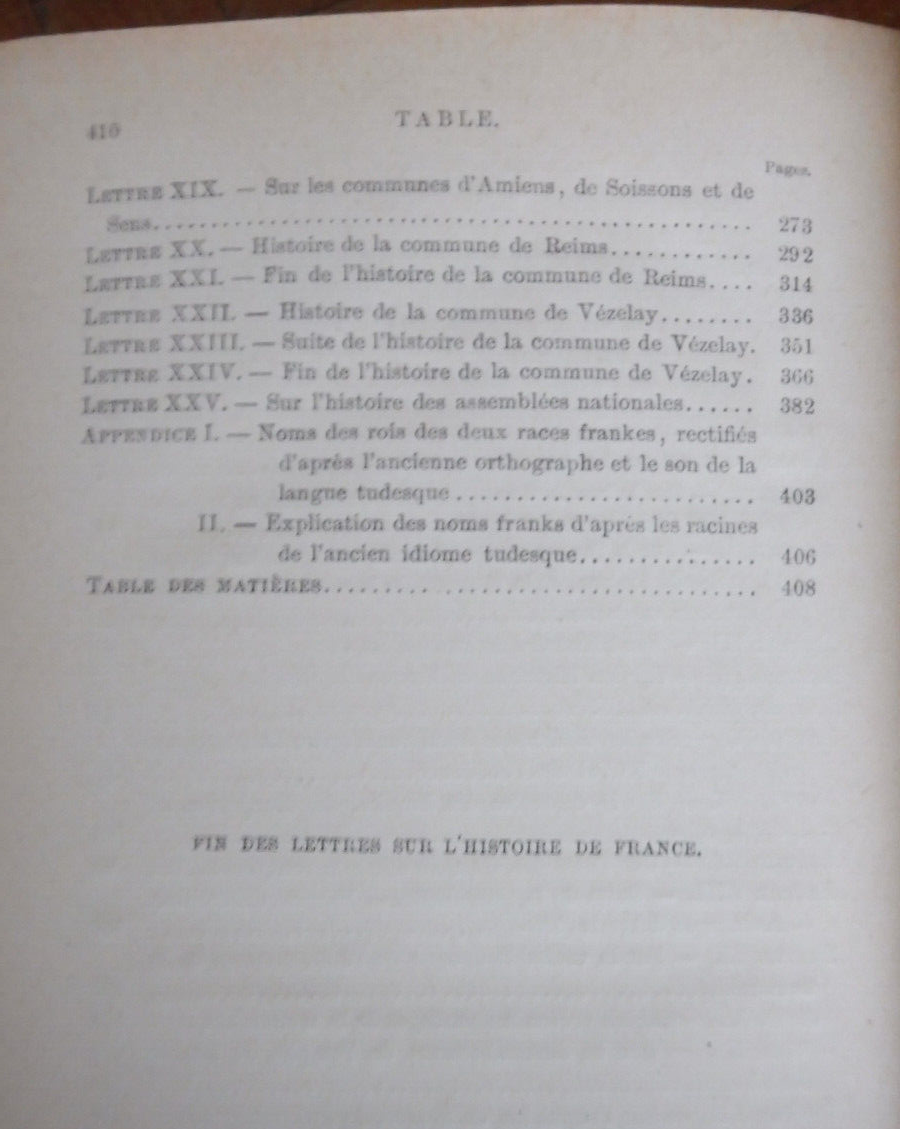 410
TABLE.
Pages.
LETTRE XIX. — Sur les communes d'Amiens, de Soissons et de
Sens.................................................... 273
LETTRE XX. — Histoire de la commune de Reims............ 292
LETTRE XXI. — Fin de l'histoire de la commune de Reims.... 314
LETTRE XXII. — Histoire de la commune de Vézelay........ 336
LETTRE XXIII. — Suite de l'histoire de la commune de Vézelay. 351
LETTRE XXIV. — Fin de l'histoire de la commune de Vézelay. 366
LETTRE XXV. — Sur l'histoire des assemblées nationales...... 382
APPENDICE I. — Noms des rois des deux races frankes, rectifiés
d'après l'ancienne orthographe et le son de la
langue tudesque .......................... 403
II. — Explication des noms franks d'après les racines
de l'ancien idiome tudesque............... 406
TABLE DES MATIÈRES......... .......................... 408
FIN DES LETTRES SUR L'HISTOIRE DE FRANCE.